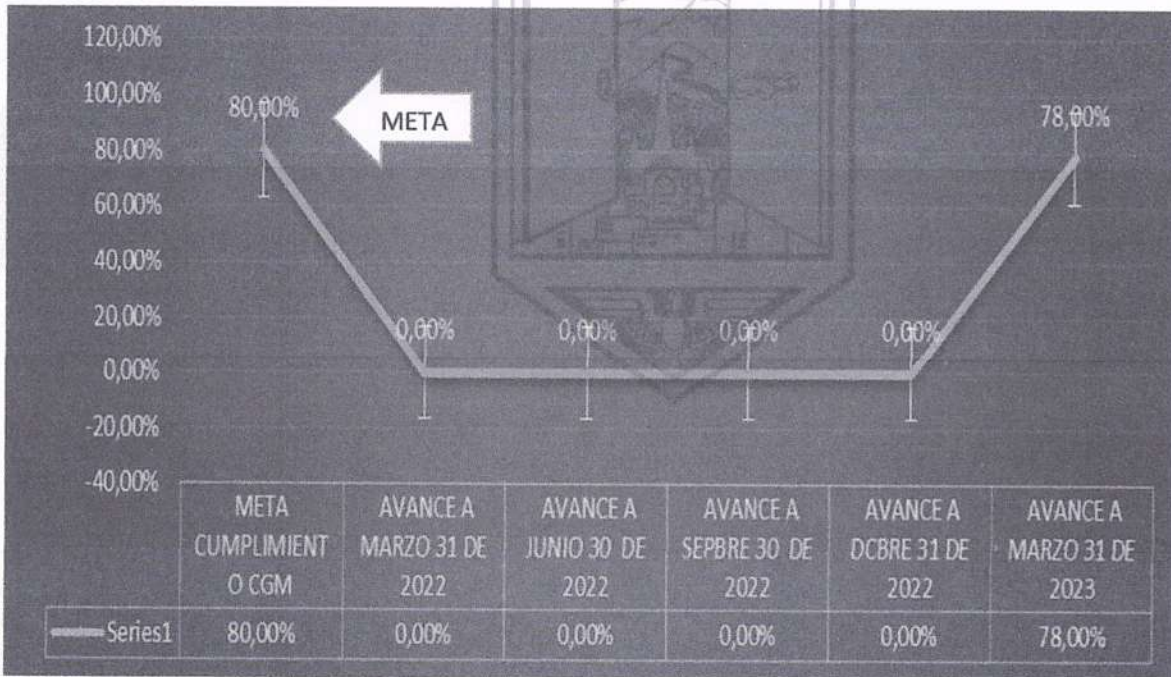 120,00%
100,00%
80,00%
60,00%
40,00%
20,00%
0,00%
-20,00%
-40,00%
80,00%
META
0,00%
0,00%
0,00%
0,00%
78,00%
META CUMPLIMIENT O CGM
AVANCE A MARZO 31 DE 2022
AVANCE A JUNIO 30 DE 2022
AVANCE A SEPBRE 30 DE 2022
AVANCE A DCBRE 31 DE 2022
AVANCE A MARZO 31 DE 2023
Series1 80,00% 0,00% 0,00% 0,00% 0,00% 78,00%